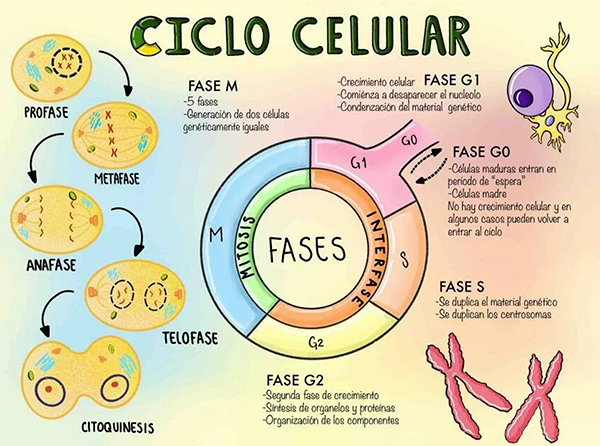 CICLO CELULAR
PROFASE
METAFASE
ANAFASE
TELOFASE
CITOQUINESIS
FASE M
-5 fases
-Generación de dos células
genéticamente iguales
FASE G1
-Crecimiento celular
-Comiénza a desaparecer el nucleolo
-Condenzación del material genético
FASE G0
-Células maduras entran en
periodo de “espera”
-Células madre
No hay crecimiento celular y en
algunos casos pueden volver a
entrar al ciclo
FASE S
-Se duplica el material genético
-Se duplican los centrosomas
FASE G2
-Segunda fase de crecimiento
-Síntesis de organelos y proteínas
-Organización de los componentes
G1
G0
S
G2
M
MITOSIS
INTERFASE
FASES